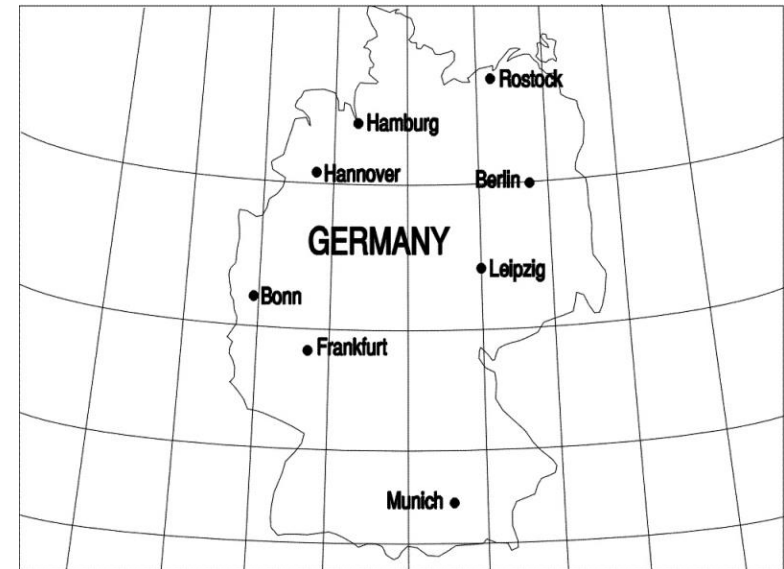 Rostock
Hamburg
Hannover
Berlin
GERMANY
Leipzig
Bonn
Frankfurt
Munich